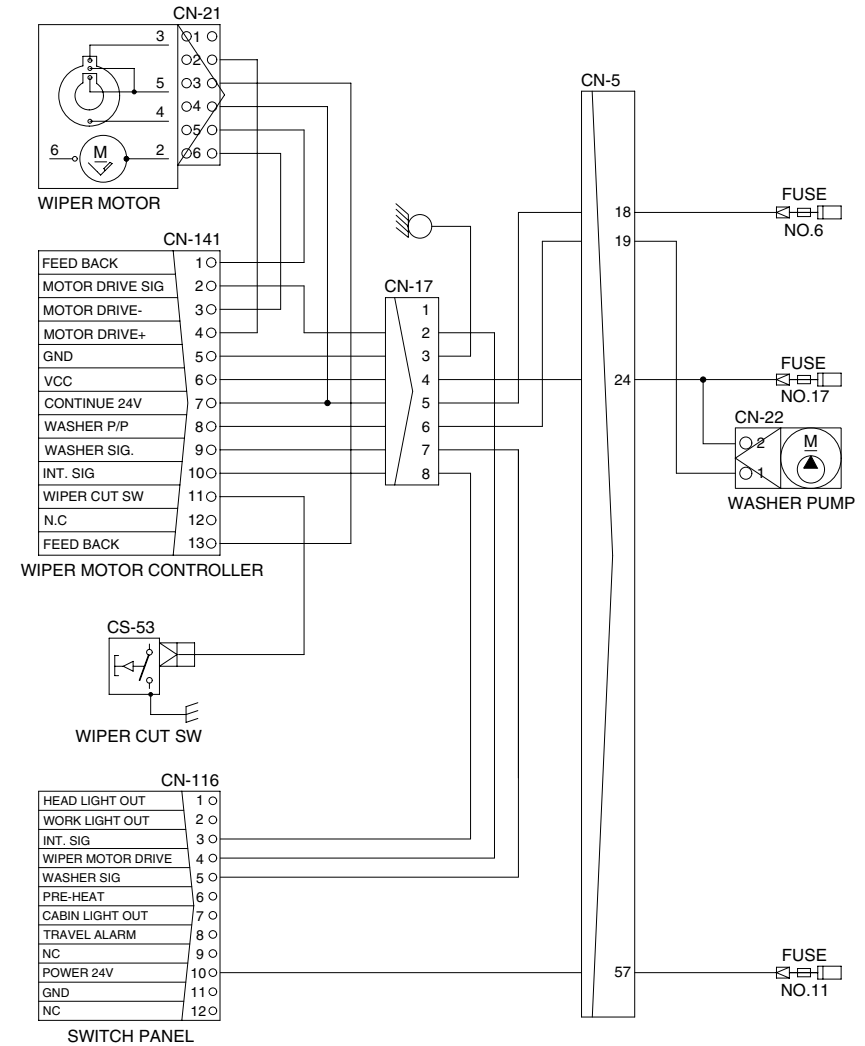 CN-21
3 1
2
5 3
4 4
5
6 M 2 6
WIPER MOTOR
CN-141
FEED BACK 1
MOTOR DRIVE SIG 2
MOTOR DRIVE- 3
MOTOR DRIVE+ 4
GND 5
VCC 6
CONTINUE 24V 7
WASHER P/P 8
WASHER SIG. 9
INT. SIG 10
WIPER CUT SW 11
N.C 12
FEED BACK 13
WIPER MOTOR CONTROLLER
CN-17
1
2
3
4
5
6
7
8
CN-5
18
19
24
57
FUSE
NO.6
FUSE
NO.17
CN-22
2 M
1
WASHER PUMP
CS-53
WIPER CUT SW
CN-116
HEAD LIGHT OUT 1
WORK LIGHT OUT 2
INT. SIG 3
WIPER MOTOR DRIVE 4
WASHER SIG 5
PRE-HEAT 6
CABIN LIGHT OUT 7
TRAVEL ALARM 8
NC 9
POWER 24V 10
GND 11
NC 12
SWITCH PANEL
FUSE
NO.11